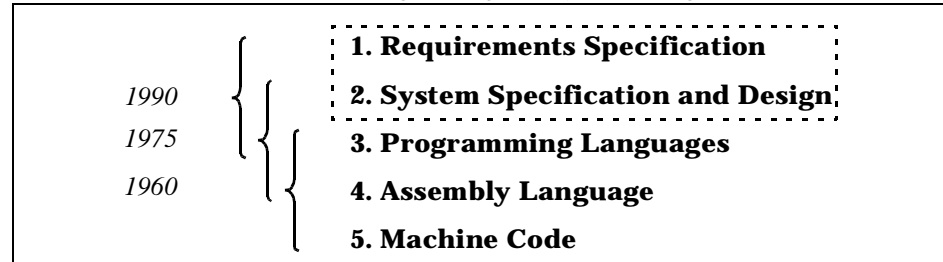 1. Requirements Specification
1990 2. System Specification and Design
1975 3. Programming Languages
1960 4. Assembly Language
5. Machine Code